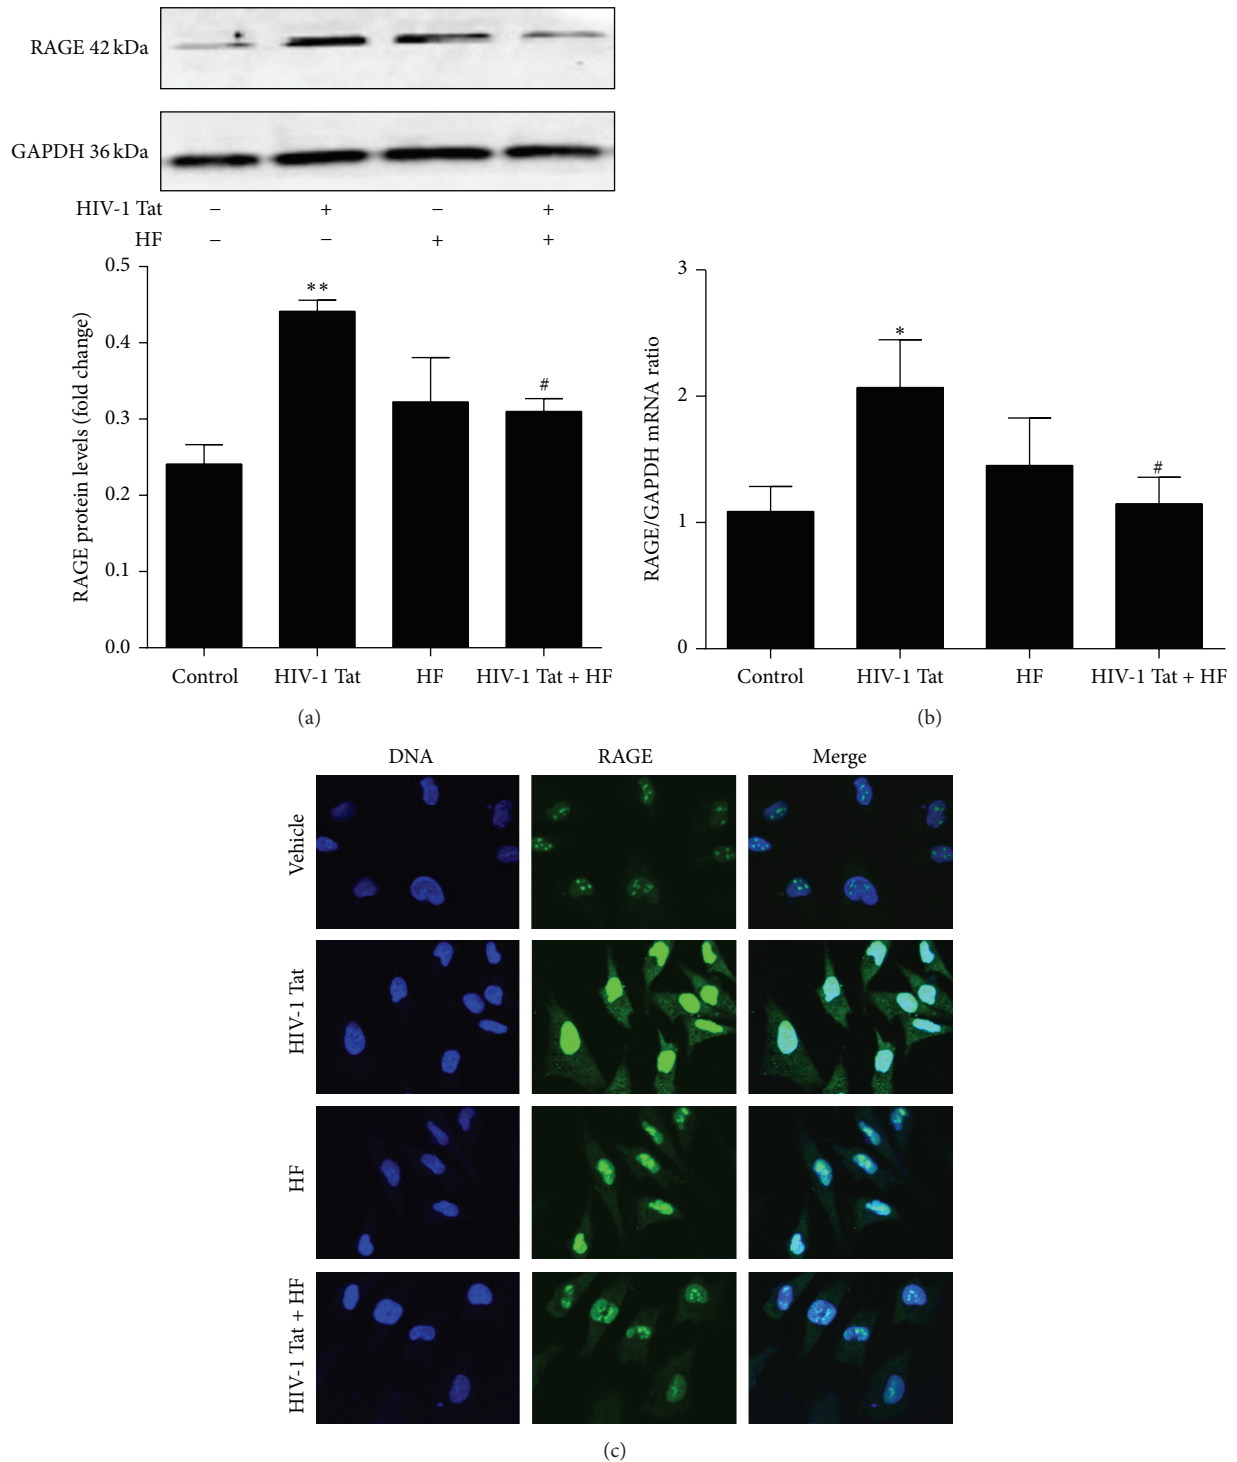 RAGE 42 kDa
GAPDH 36 kDa
HIV-1 Tat − + − +
HF − − + +
RAGE protein levels (fold change)
0.5
0.4
0.3
0.2
0.1
0.0
**
#
Control HIV-1 Tat HF HIV-1 Tat + HF
(a)
RAGE/GAPDH mRNA ratio
3
2
1
0
*
#
Control HIV-1 Tat HF HIV-1 Tat + HF
(b)
DNA RAGE Merge
Vehicle
HIV-1 Tat
HF
HIV-1 Tat + HF
(c)